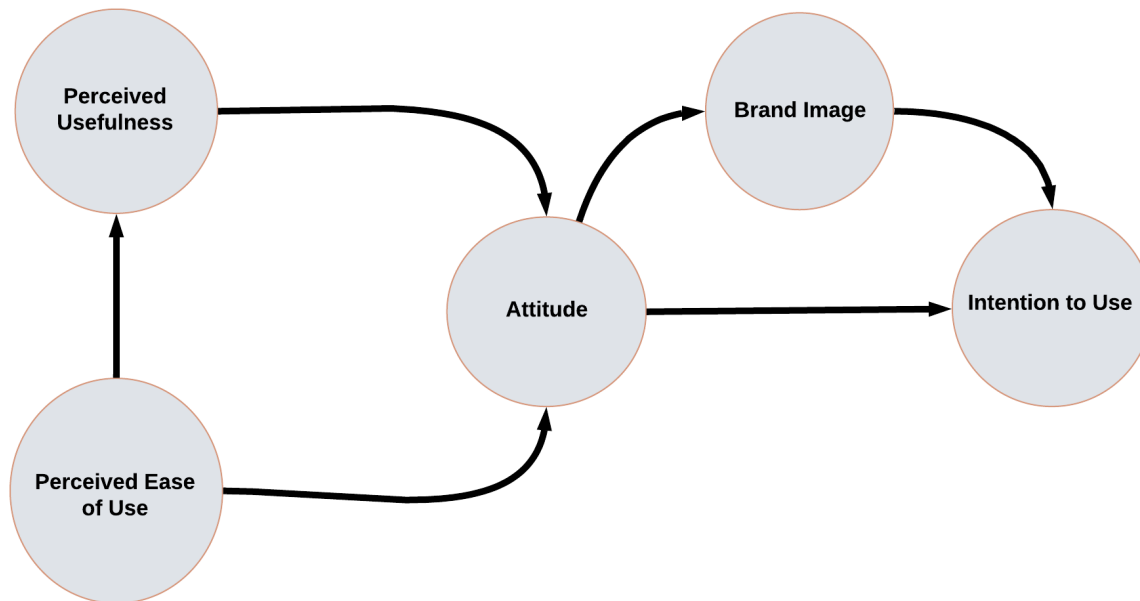 Perceived
Usefulness
Brand Image
Attitude
Intention to Use
Perceived Ease
of Use